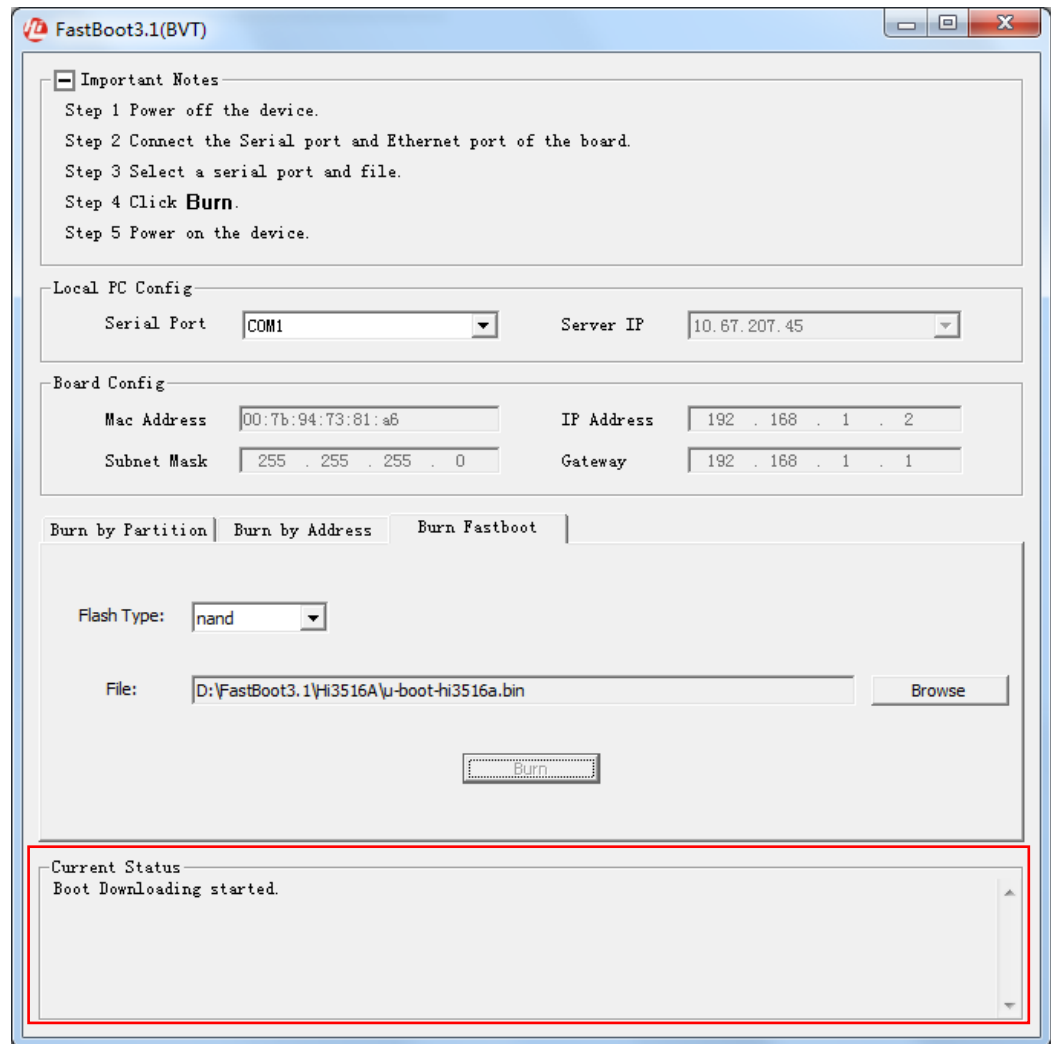 FastBoot3.1(BVT)
Important Notes
Step 1 Power off the device.
Step 2 Connect the Serial port and Ethernet port of the board.
Step 3 Select a serial port and file.
Step 4 Click Burn.
Step 5 Power on the device.
Local PC Config
Serial Port COM1 Server IP 10.67.207.45
Board Config
Mac Address 00:7b:94:73:81:a6 IP Address 192 . 168 . 1 . 2
Subnet Mask 255 . 255 . 255 . 0 Gateway 192 . 168 . 1 . 1
Burn by Partition Burn by Address Burn Fastboot
Flash Type: nand
File: D:\FastBoot3.1\Hi3516A\u-boot-hi3516a.bin Browse
Burn
Current Status
Boot Downloading started.